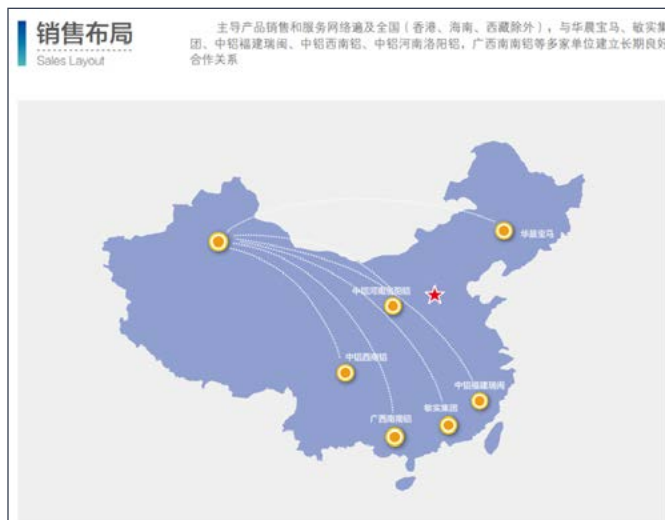 销售布局
Sales Layout
主导产品销售和服务网络遍及全国（香港、海南、西藏除外），与华晨宝马、敏实集
团、中铝福建瑞闽、中铝西南铝、中铝河南洛阳铝，广西南南铝等多家单位建立长期良好
合作关系
华晨宝马
中铝河南洛阳铝
中铝西南铝
中铝福建瑞闽
敏实集团
广西南南铝